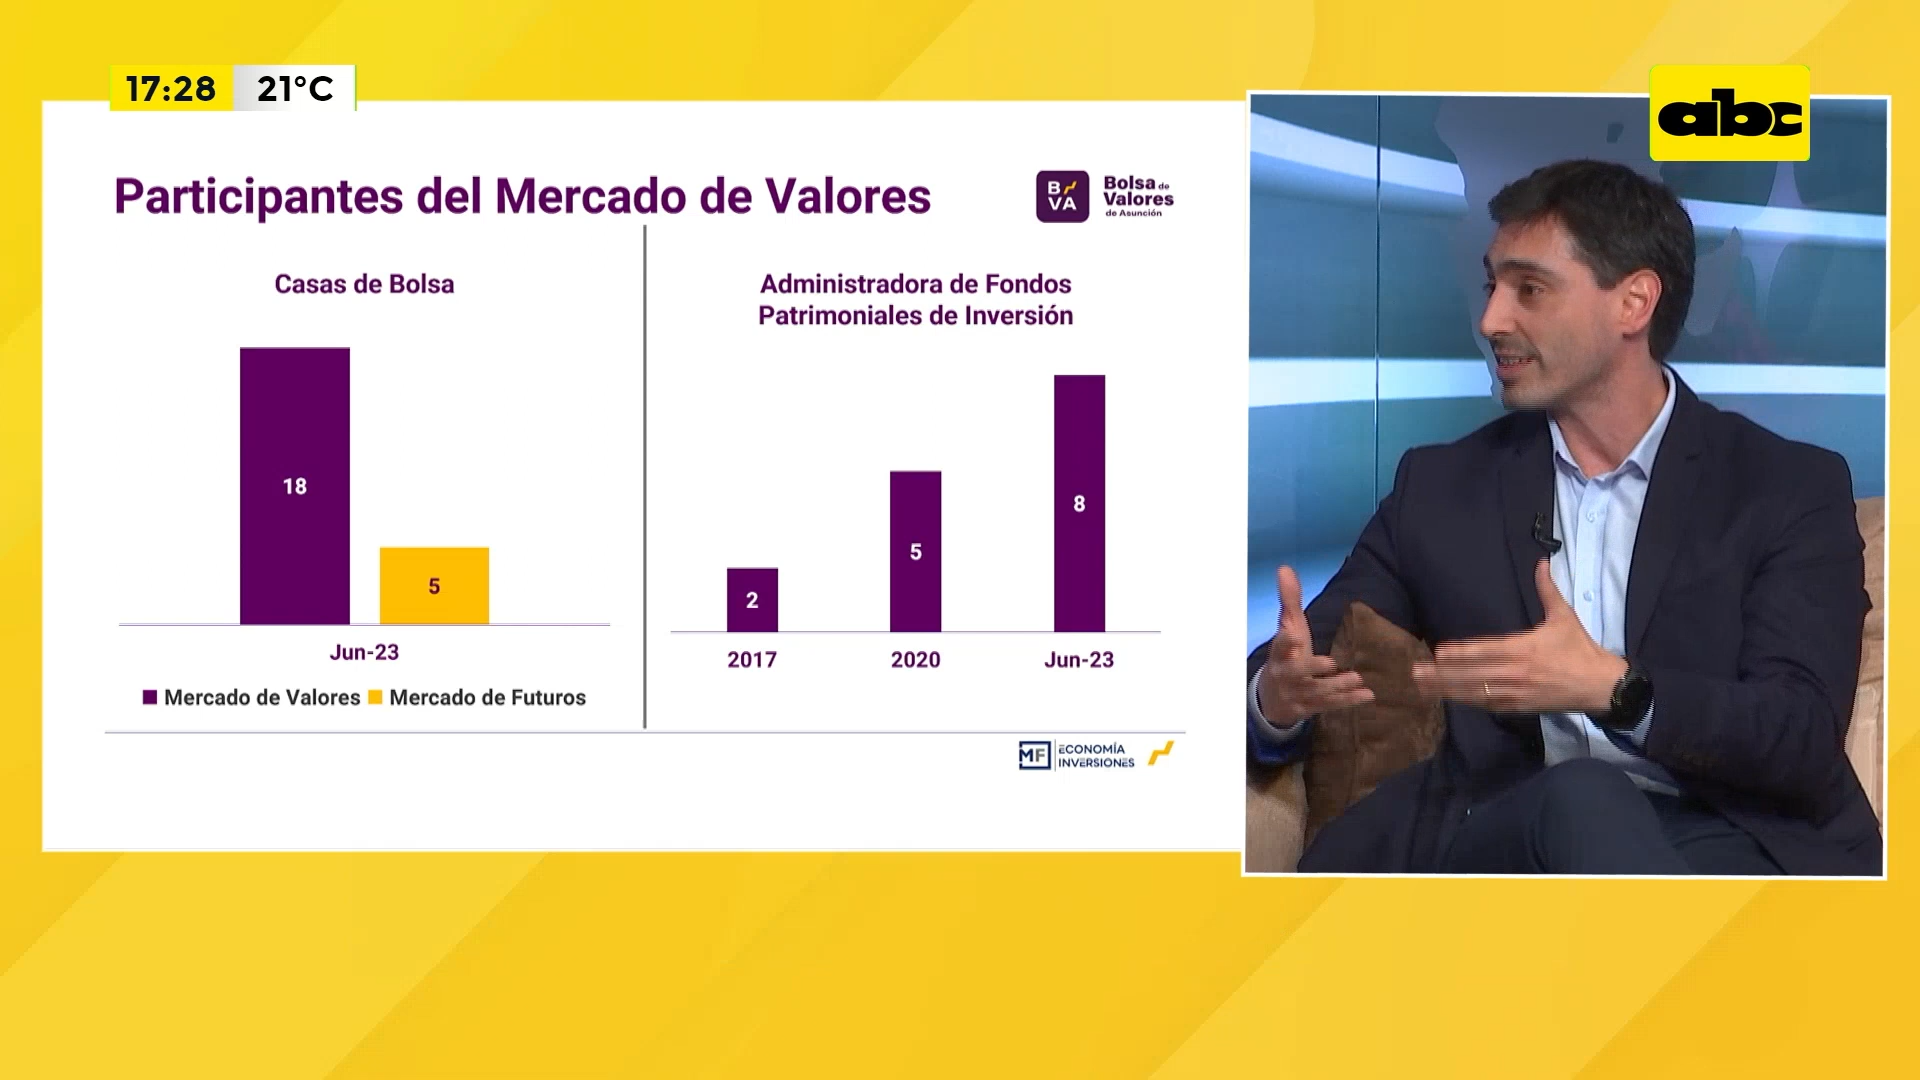 17:28 21°C
abc
Participantes del Mercado de Valores
B VA
Bolsa de
Valores
de Asunción
Casas de Bolsa
18
5
Jun-23
Mercado de Valores Mercado de Futuros
Administradora de Fondos
Patrimoniales de Inversión
2
5
8
2017 2020 Jun-23
MF ECONOMÍA
INVERSIONES